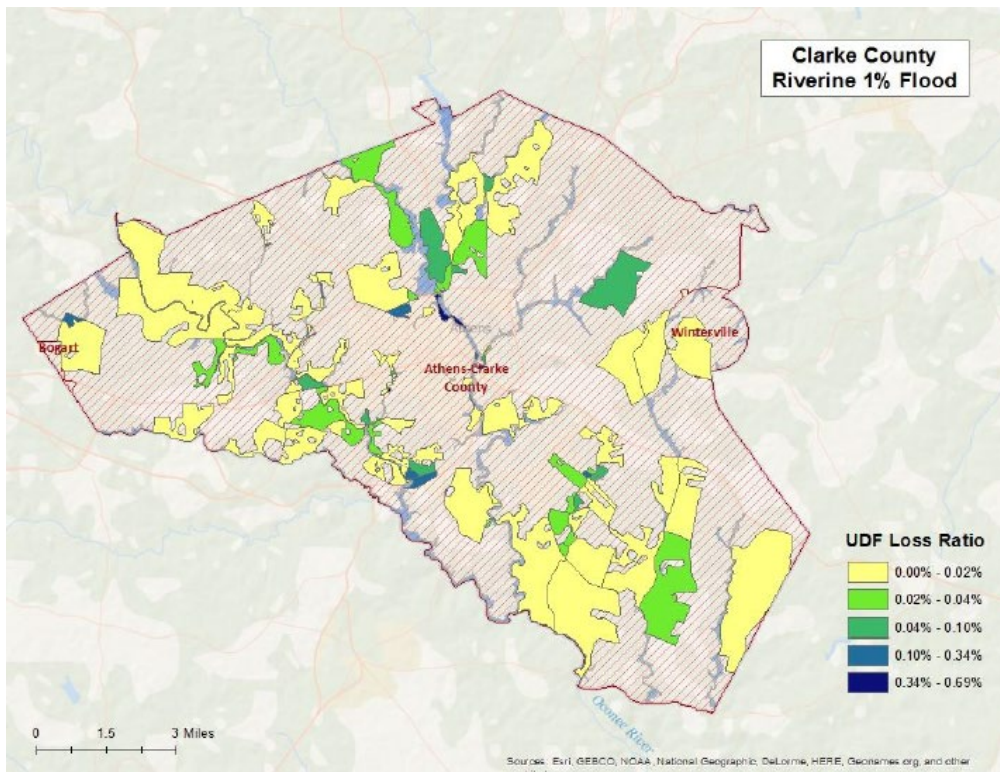 Clarke County
Riverine 1% Flood
Bogart
Athens
Winterville
Athens-Clarke
County
UDF Loss Ratio
0.00% - 0.02%
0.02% - 0.04%
0.04% - 0.10%
0.10% - 0.34%
0.34% - 0.69%
0 1.5 3 Miles
Oconee River
Sources: Esri, GEBCO, NOAA, National Geographic, DeLorme, HERE, Geonames.org, and other